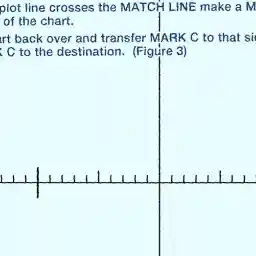 plot line crosses the MATCH LINE make a M
of the chart.
rt back over and transfer MARK C to that si
C to the destination. (Figure 3)